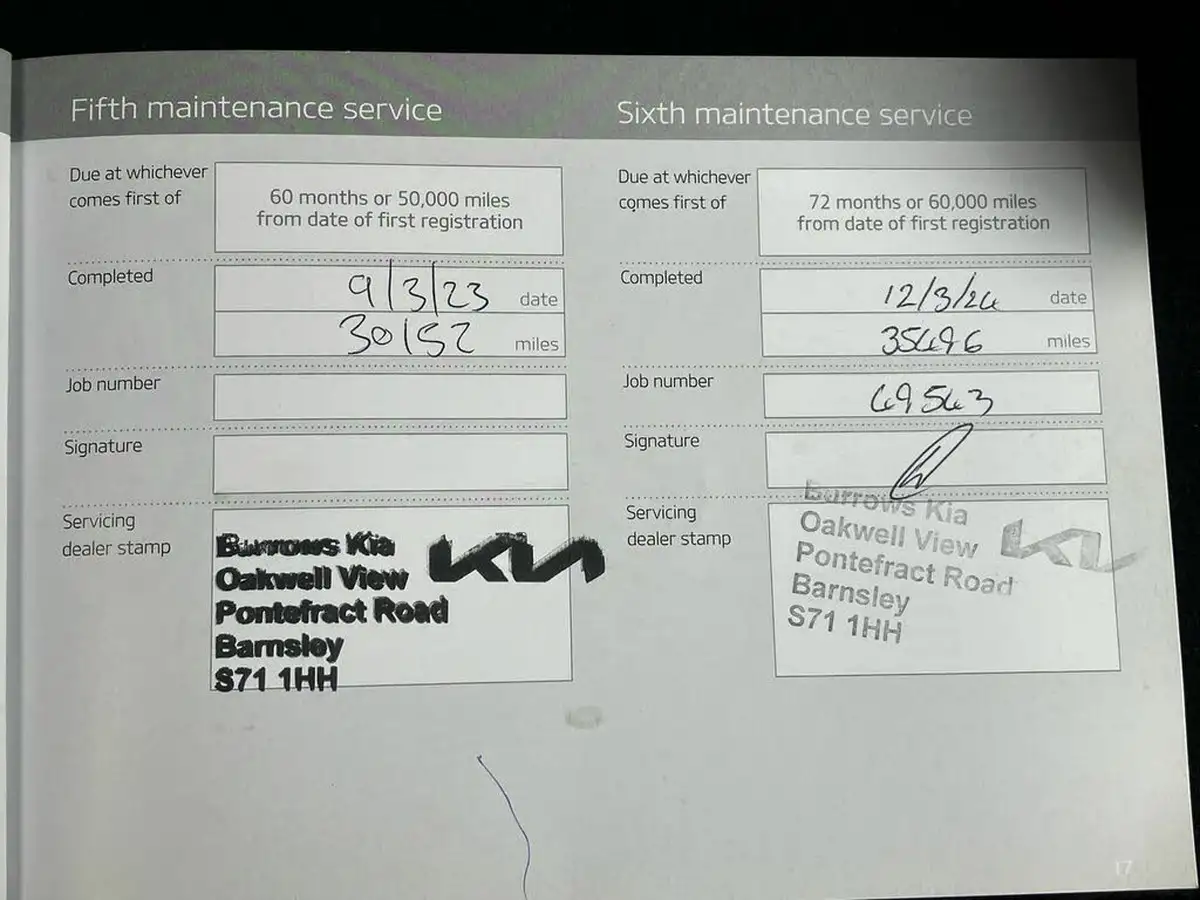 Fifth maintenance service
Due at whichever
comes first of
60 months or 50,000 miles
from date of first registration
Completed
9/3/23 date
30152 miles
Job number
Signature
Servicing
dealer stamp
Burrows Kia
Oakwell View
Pontefract Road
Barnsley
S71 1HH
KIA
Sixth maintenance service
Due at whichever
comes first of
72 months or 60,000 miles
from date of first registration
Completed
12/3/24 date
35496 miles
Job number
49543
Signature
Servicing
dealer stamp
Burrows Kia
Oakwell View
Pontefract Road
Barnsley
S71 1HH
KIA
17